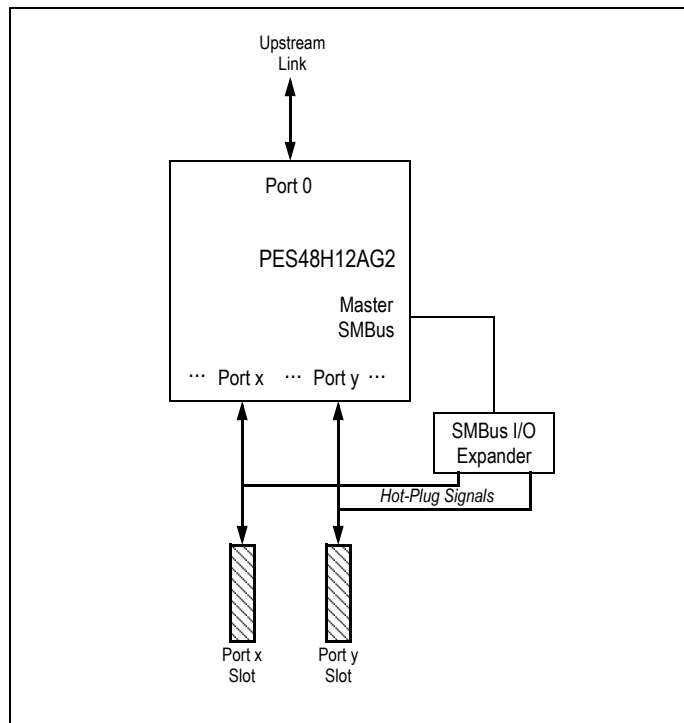 Upstream
Link
Port 0
PES48H12AG2
Master
SMBus
··· Port x ··· Port y ···
SMBus I/O
Expander
Hot-Plug Signals
Port x
Slot
Port y
Slot